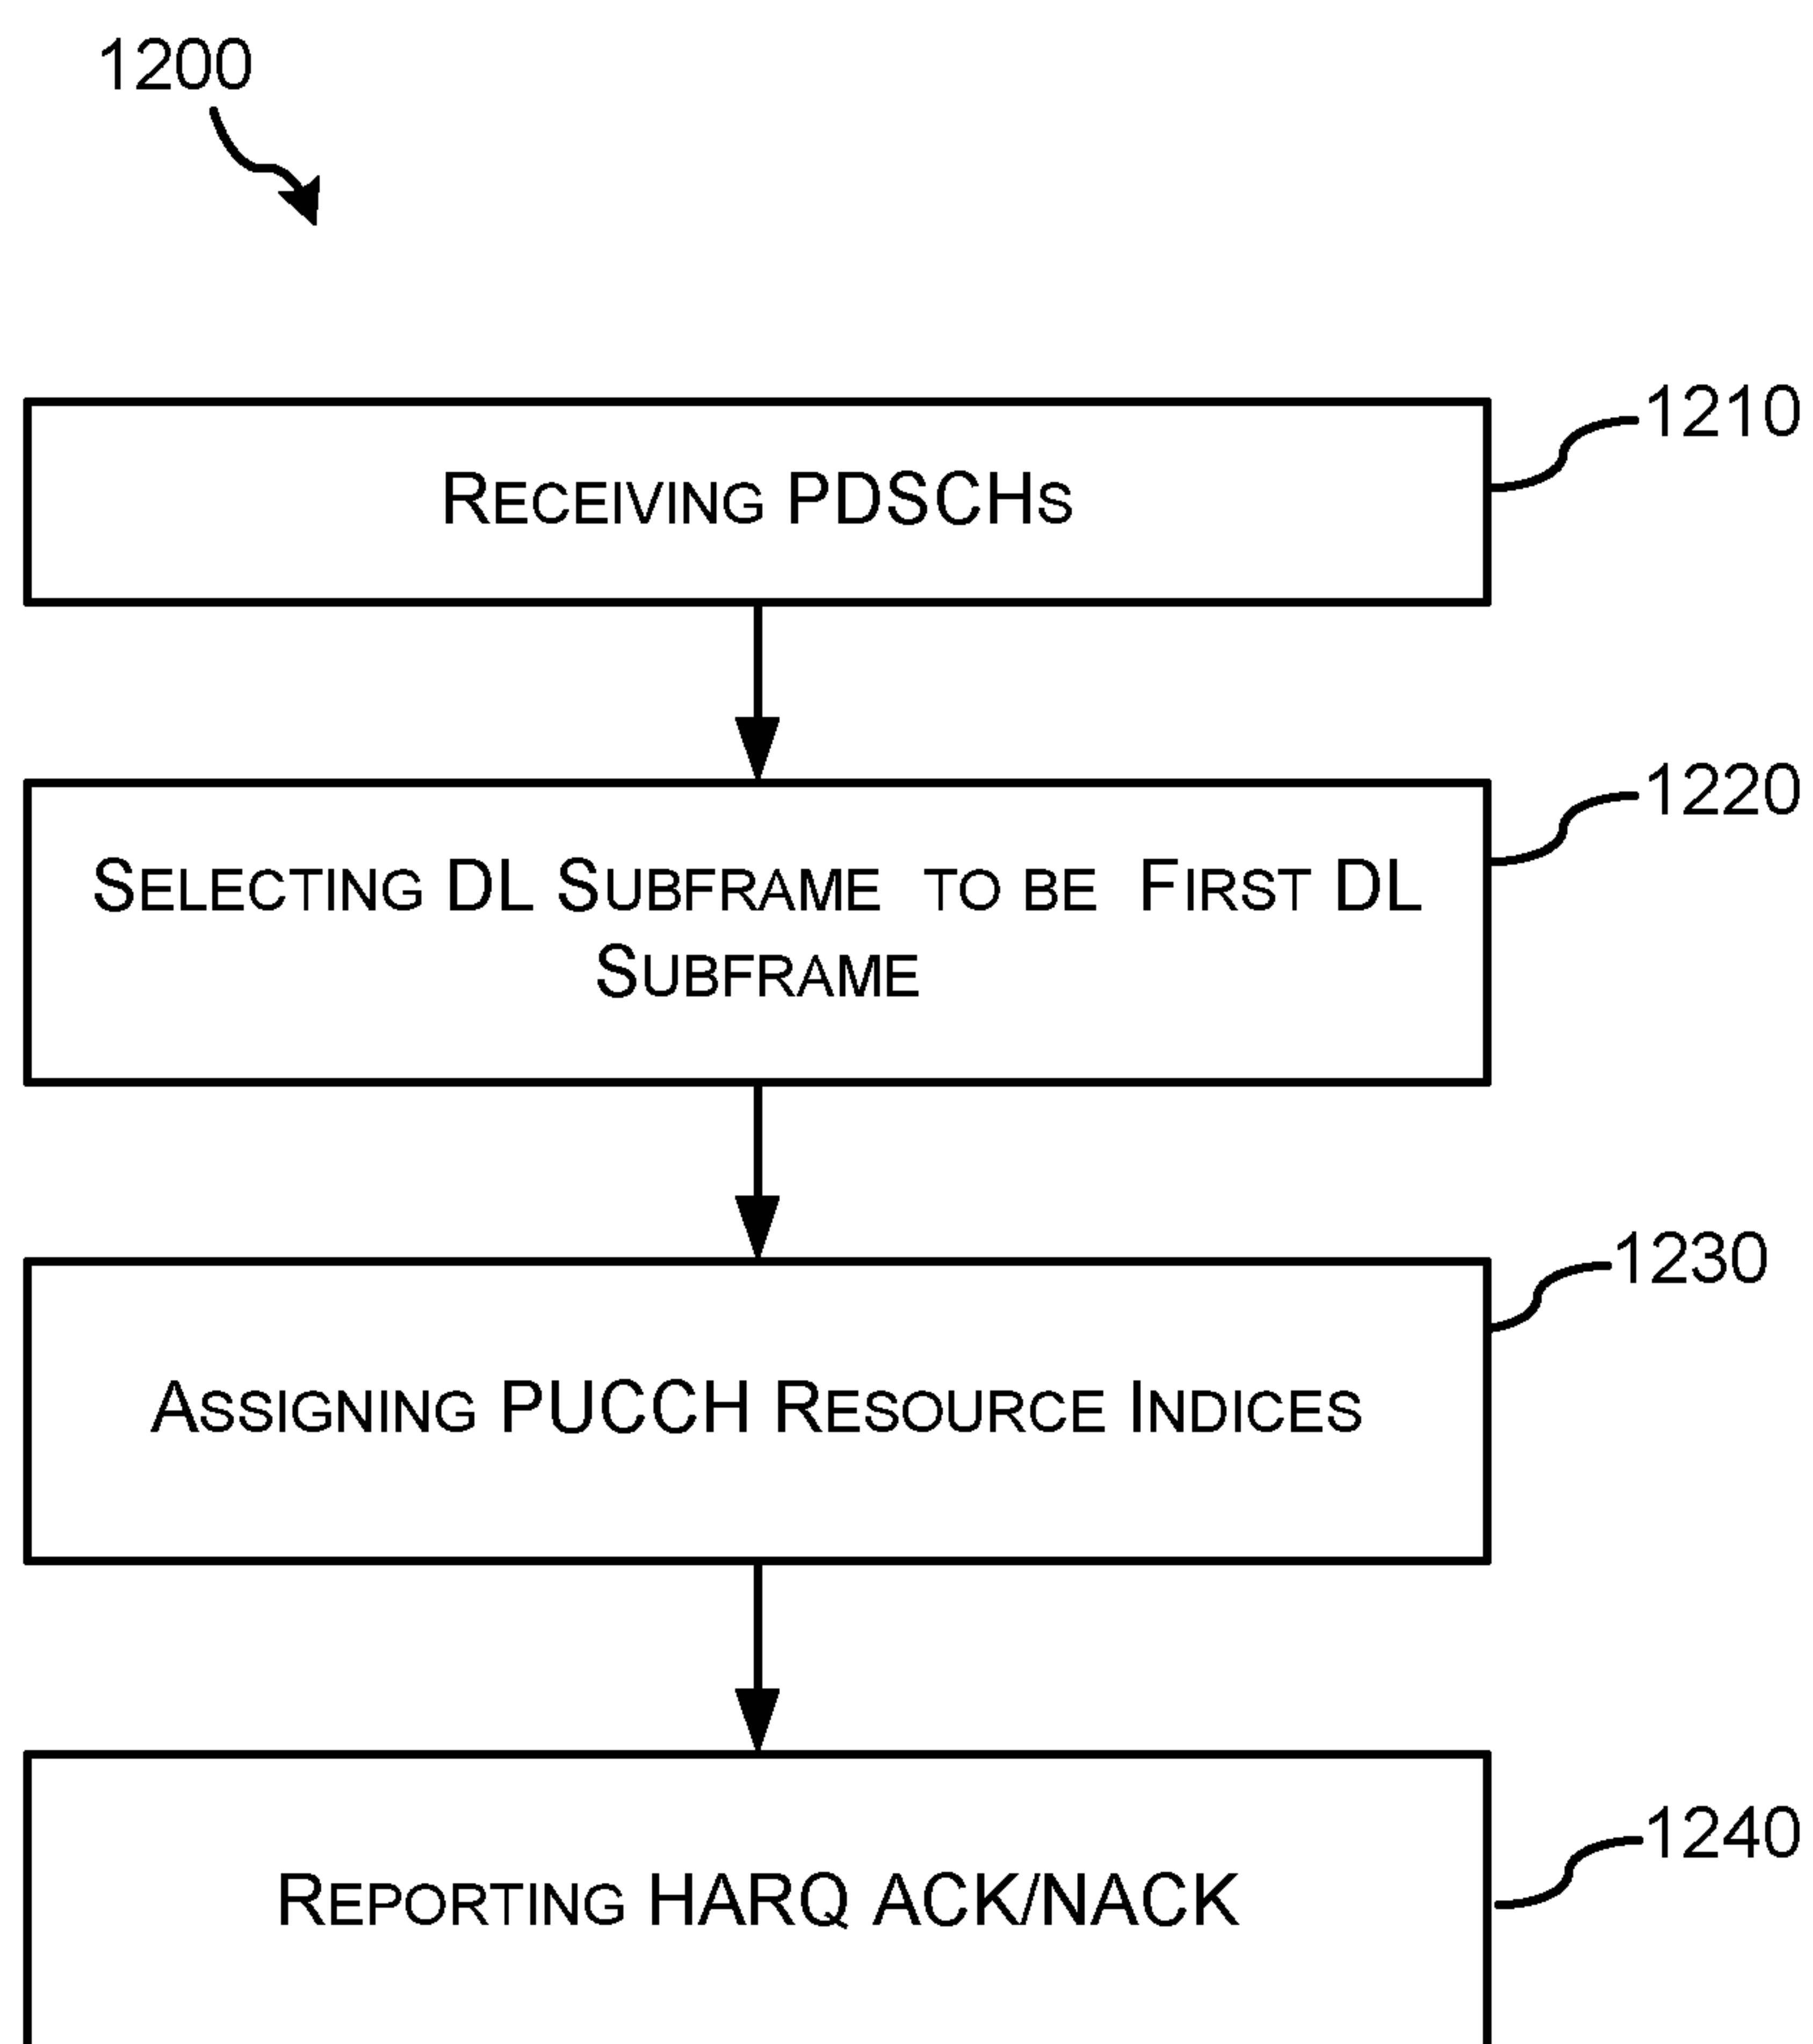 1200
1210
RECEIVING PDSCHS
1220
SELECTING DL SUBFRAME TO BE FIRST DL
SUBFRAME
1230
ASSIGNING PUCCH RESOURCE INDICES
1240
REPORTING HARQ ACK/NACK